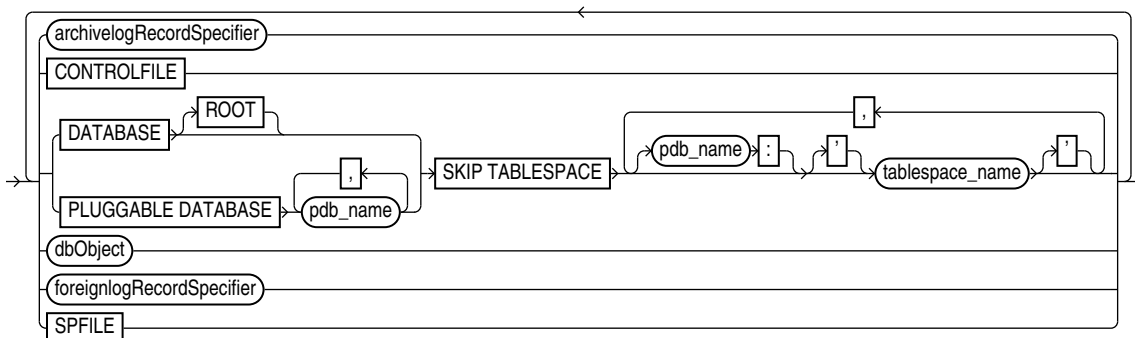 archivelogRecordSpecifier
CONTROLFILE
ROOT
DATABASE
,
PLUGGABLE DATABASE
pdb_name
SKIP TABLESPACE
,
pdb_name : ' tablespace_name '
dbObject
foreignlogRecordSpecifier
SPFILE